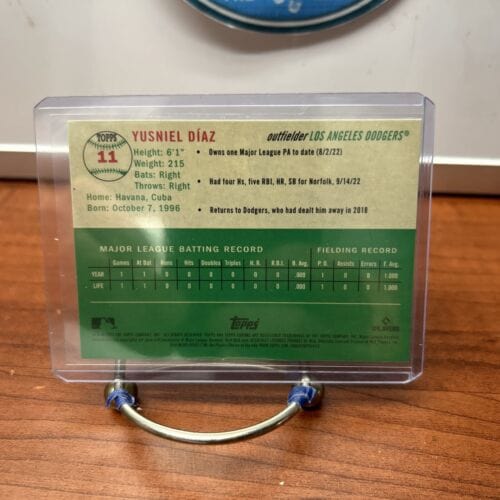 TOPPS
11
YUSNIEL DÍAZ
outfielder LOS ANGELES DODGERS®
Height: 6'1"
Weight: 215
Bats: Right
Throws: Right
Home: Havana, Cuba
Born: October 7, 1996
• Owns one Major League PA to date (8/2/22)
• Had four Hs, five RBI, HR, SB for Norfolk, 9/14/22
• Returns to Dodgers, who had dealt him away in 2018
MAJOR LEAGUE BATTING RECORD FIELDING RECORD
Games At Bat Runs Hits Doubles Triples H. R. R.B.I. B. Avg. P. O. Assists Errors F. Avg.
YEAR 1 1 0 0 0 0 0 0 .000 1 0 0 1.000
LIFE 1 1 0 0 0 0 0 0 .000 1 0 0 1.000
Topps